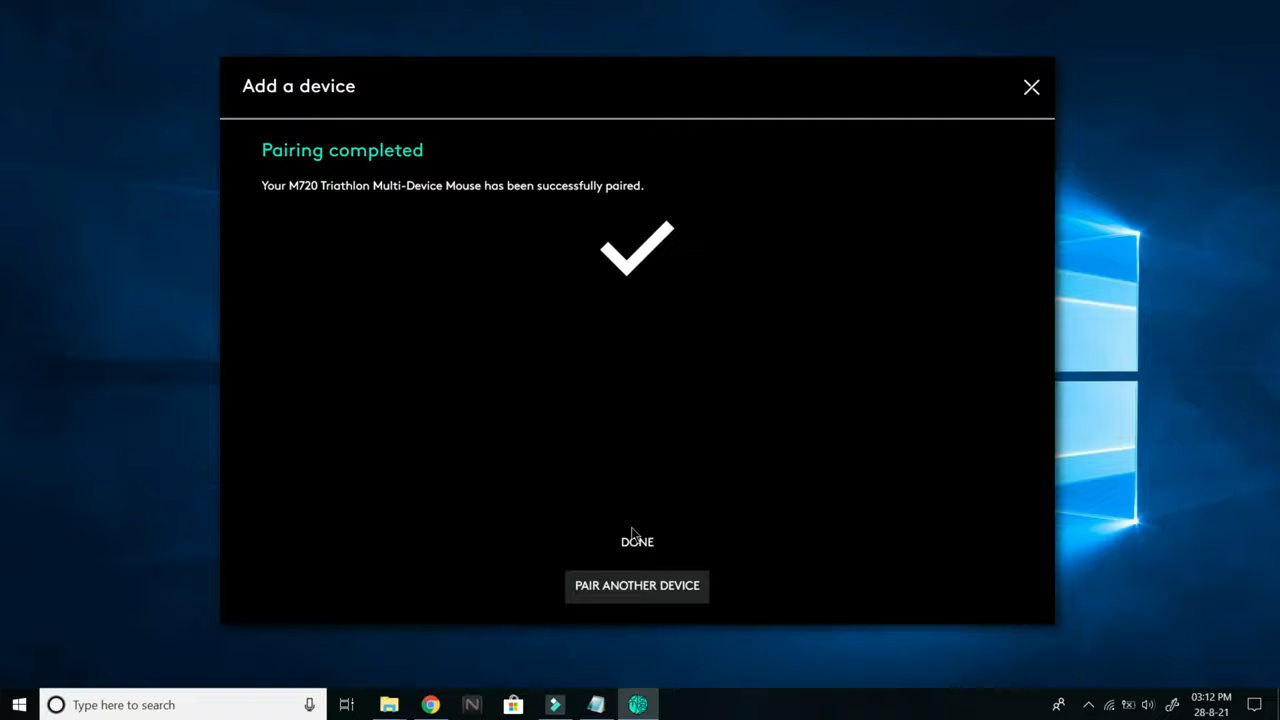 Add a device
Pairing completed
Your M720 Triathlon Multi-Device Mouse has been successfully paired.
DONE
PAIR ANOTHER DEVICE
Type here to search
03:12 PM
28-8-21